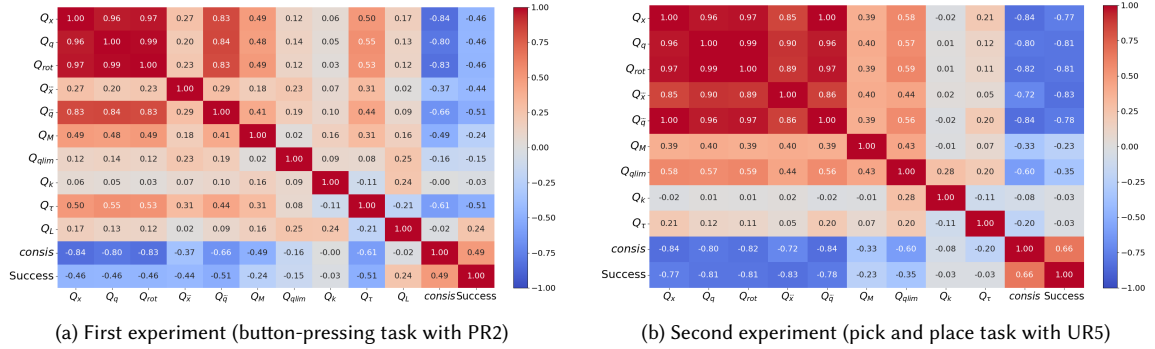 Q_x 1.00 0.96 0.97 0.27 0.83 0.49 0.12 0.06 0.50 0.17 -0.84 -0.46
Q_q 0.96 1.00 0.99 0.20 0.84 0.48 0.14 0.05 0.55 0.13 -0.80 -0.46
Q_rot 0.97 0.99 1.00 0.23 0.83 0.49 0.12 0.03 0.53 0.12 -0.83 -0.46
Q_x̄ 0.27 0.20 0.23 1.00 0.29 0.18 0.23 0.07 0.31 0.02 -0.37 -0.44
Q_q̄ 0.83 0.84 0.83 0.29 1.00 0.41 0.19 0.10 0.44 0.09 -0.66 -0.51
Q_M 0.49 0.48 0.49 0.18 0.41 1.00 0.02 0.16 0.31 0.16 -0.49 -0.24
Q_qlim 0.12 0.14 0.12 0.23 0.19 0.02 1.00 0.09 0.08 0.25 -0.16 -0.15
Q_k 0.06 0.05 0.03 0.07 0.10 0.16 0.09 1.00 -0.11 0.24 -0.00 -0.03
Q_τ 0.50 0.55 0.53 0.31 0.44 0.31 0.08 -0.11 1.00 -0.21 -0.61 -0.51
Q_L 0.17 0.13 0.12 0.02 0.09 0.16 0.25 0.24 -0.21 1.00 -0.02 0.24
consis -0.84 -0.80 -0.83 -0.37 -0.66 -0.49 -0.16 -0.00 -0.61 -0.02 1.00 0.49
Success -0.46 -0.46 -0.46 -0.44 -0.51 -0.24 -0.15 -0.03 -0.51 0.24 0.49 1.00
Q_x Q_q Q_rot Q_x̄ Q_q̄ Q_M Q_qlim Q_k Q_τ Q_L consis Success
1.00
0.75
0.50
0.25
0.00
−0.25
−0.50
−0.75
−1.00
(a) First experiment (button-pressing task with PR2)
Q_x 1.00 0.96 0.97 0.85 1.00 0.39 0.58 -0.02 0.21 -0.84 -0.77
Q_q 0.96 1.00 0.99 0.90 0.96 0.40 0.57 0.01 0.12 -0.80 -0.81
Q_rot 0.97 0.99 1.00 0.89 0.97 0.39 0.59 0.01 0.11 -0.82 -0.81
Q_x̄ 0.85 0.90 0.89 1.00 0.86 0.40 0.44 0.02 0.05 -0.72 -0.83
Q_q̄ 1.00 0.96 0.97 0.86 1.00 0.39 0.56 -0.02 0.20 -0.84 -0.78
Q_M 0.39 0.40 0.39 0.40 0.39 1.00 0.43 -0.01 0.07 -0.33 -0.23
Q_qlim 0.58 0.57 0.59 0.44 0.56 0.43 1.00 0.28 0.20 -0.60 -0.35
Q_k -0.02 0.01 0.01 0.02 -0.02 -0.01 0.28 1.00 -0.11 -0.08 -0.03
Q_τ 0.21 0.12 0.11 0.05 0.20 0.07 0.20 -0.11 1.00 -0.20 -0.03
consis -0.84 -0.80 -0.82 -0.72 -0.84 -0.33 -0.60 -0.08 -0.20 1.00 0.66
Success -0.77 -0.81 -0.81 -0.83 -0.78 -0.23 -0.35 -0.03 -0.03 0.66 1.00
Q_x Q_q Q_rot Q_x̄ Q_q̄ Q_M Q_qlim Q_k Q_τ consis Success
1.00
0.75
0.50
0.25
0.00
−0.25
−0.50
−0.75
−1.00
(b) Second experiment (pick and place task with UR5)